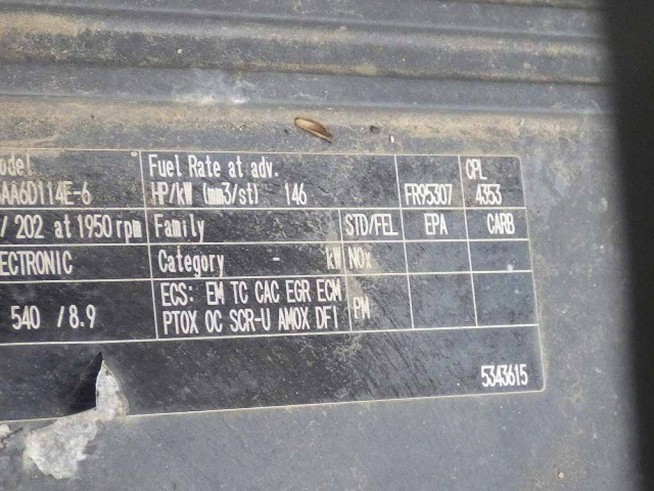 odel Fuel Rate at adv. CPL
AA6D114E-6 HP/kW (mm3/st) 146 FR95307 4353
/ 202 at 1950 rpm Family STD/FEL EPA CARB
ECTRONIC Category - kW NOx
540 /8.9 ECS: EM TC CAC EGR ECM PM
PTOX OC SCR-U AMOX DFI
5343615